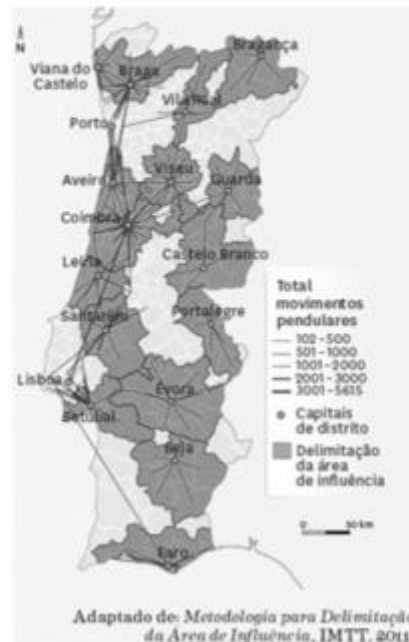 N
Bragança
Viana do
Castelo
Braga
Vila Real
Porto
Aveiro
Viseu
Guarda
Coimbra
Leiria
Castelo Branco
Santarém
Portalegre
Lisboa
Setúbal
Évora
Beja
Faro
Total
movimentos
pendulares
102-500
501-1000
1001-2000
2001-3000
3001-5615
Capitais
de distrito
Delimitação
da área
de influência
0 50 km
Adaptado de: Metodologia para Delimitação
da Área de Influência, IMTT, 2011